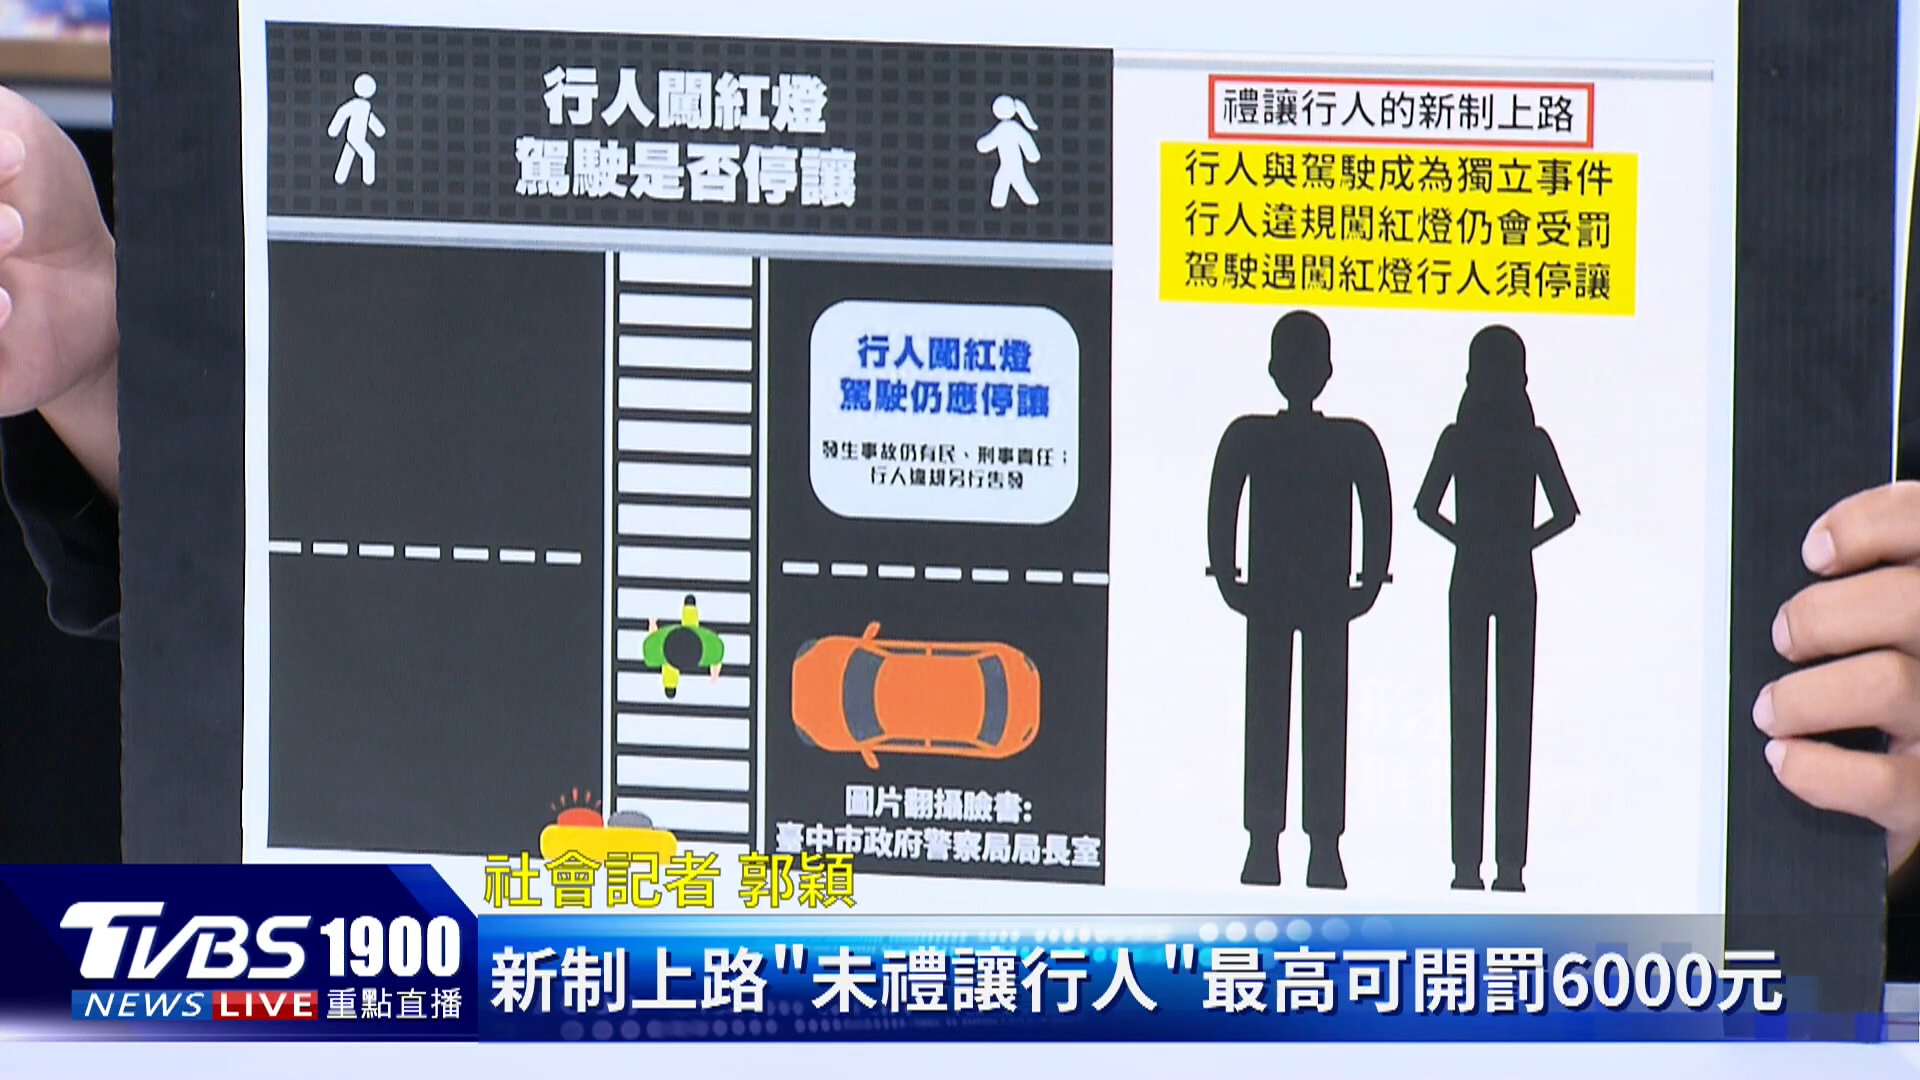 行人闖紅燈
駕駛是否停讓
行人闖紅燈
駕駛仍應停讓
發生事故仍有民、刑事責任；
行人違規另行告發
圖片翻攝臉書：
臺中市政府警察局局長室
禮讓行人的新制上路
行人與駕駛成為獨立事件
行人違規闖紅燈仍會受罰
駕駛遇闖紅燈行人須停讓
社會記者 郭穎
TVBS 1900
NEWS LIVE 重點直播
新制上路"未禮讓行人"最高可開罰6000元